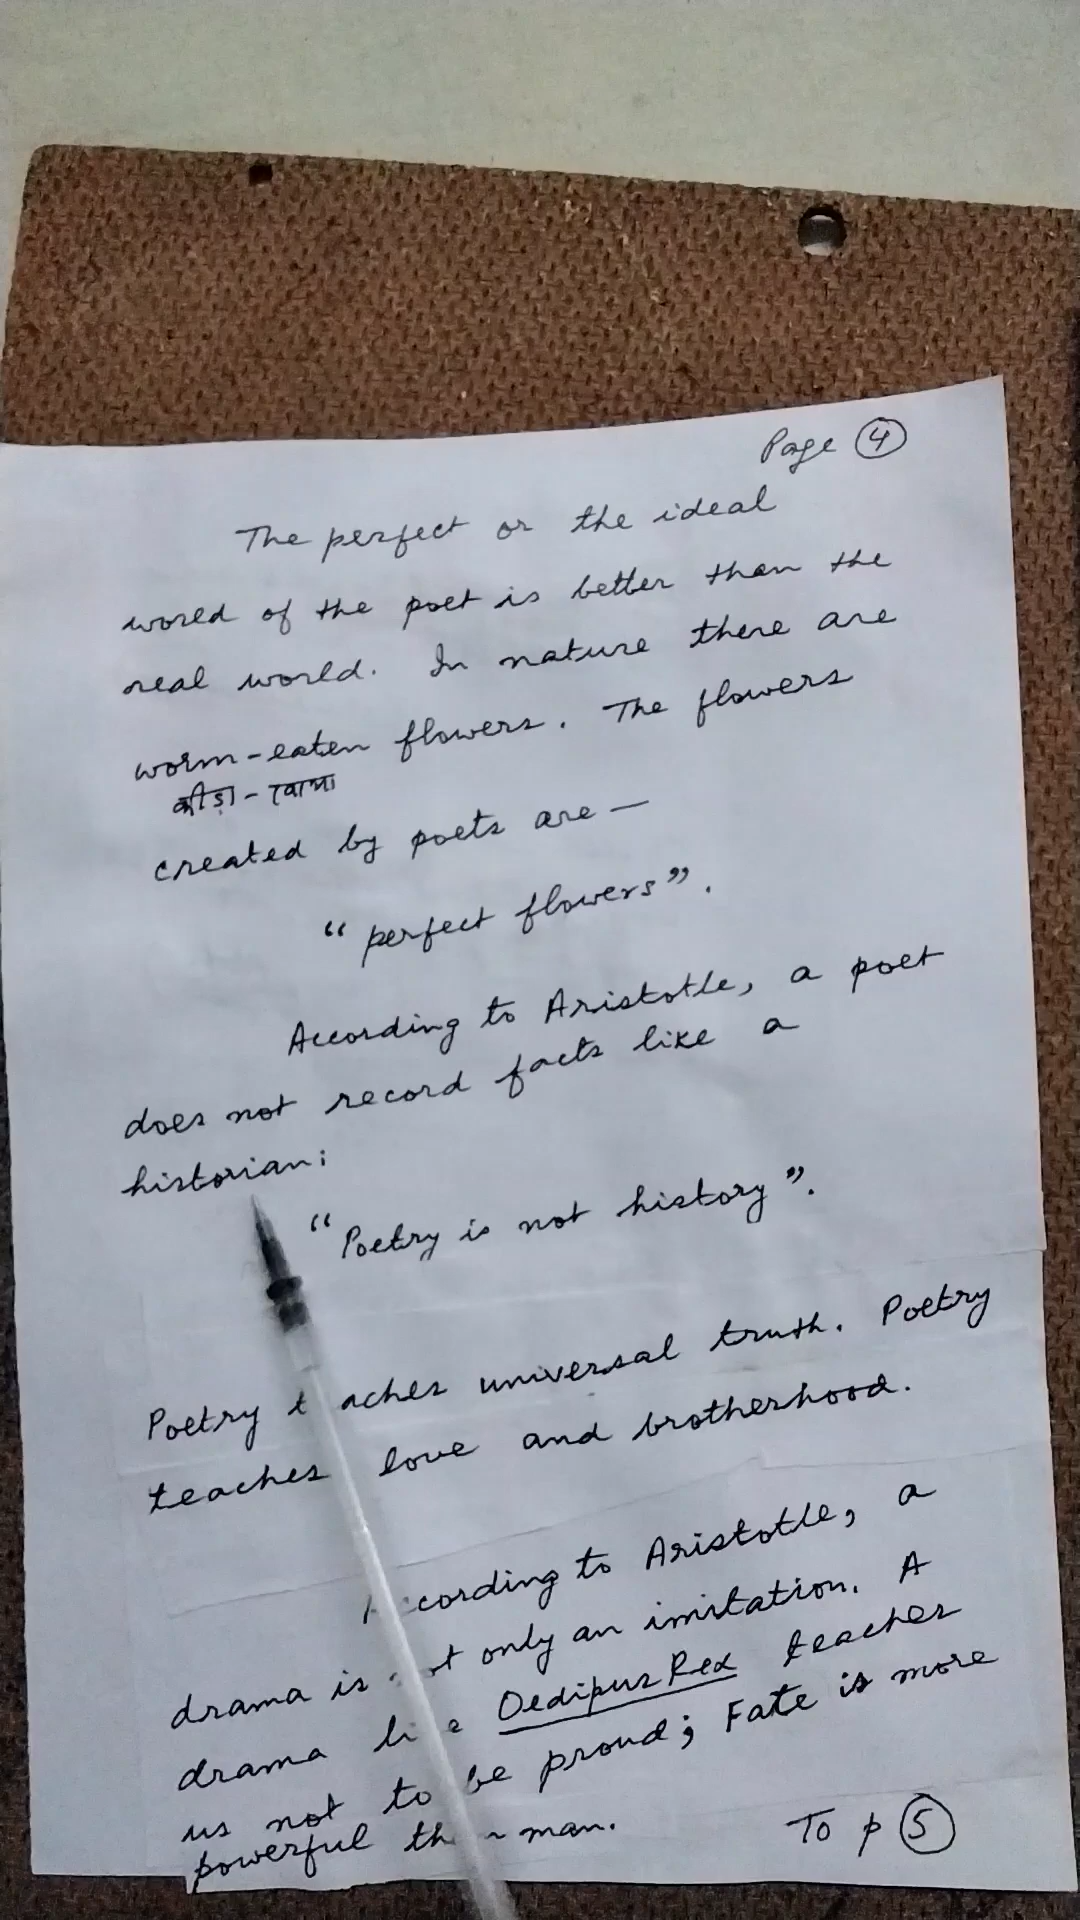 Page 4
The perfect or the ideal
world of the poet is better than the
real world. In nature there are
worm-eaten flowers. The flowers
कीड़ा-खाया
created by poets are —
"perfect flowers".
According to Aristotle, a poet
does not record facts like a
historian:
"Poetry is not history".
Poetry t aches universal truth. Poetry
teaches love and brotherhood.
cording to Aristotle, a
drama is ot only an imitation. A
drama li e Oedipus Rex teaches
us not to be proud; Fate is more
powerful th n man.
To p 5